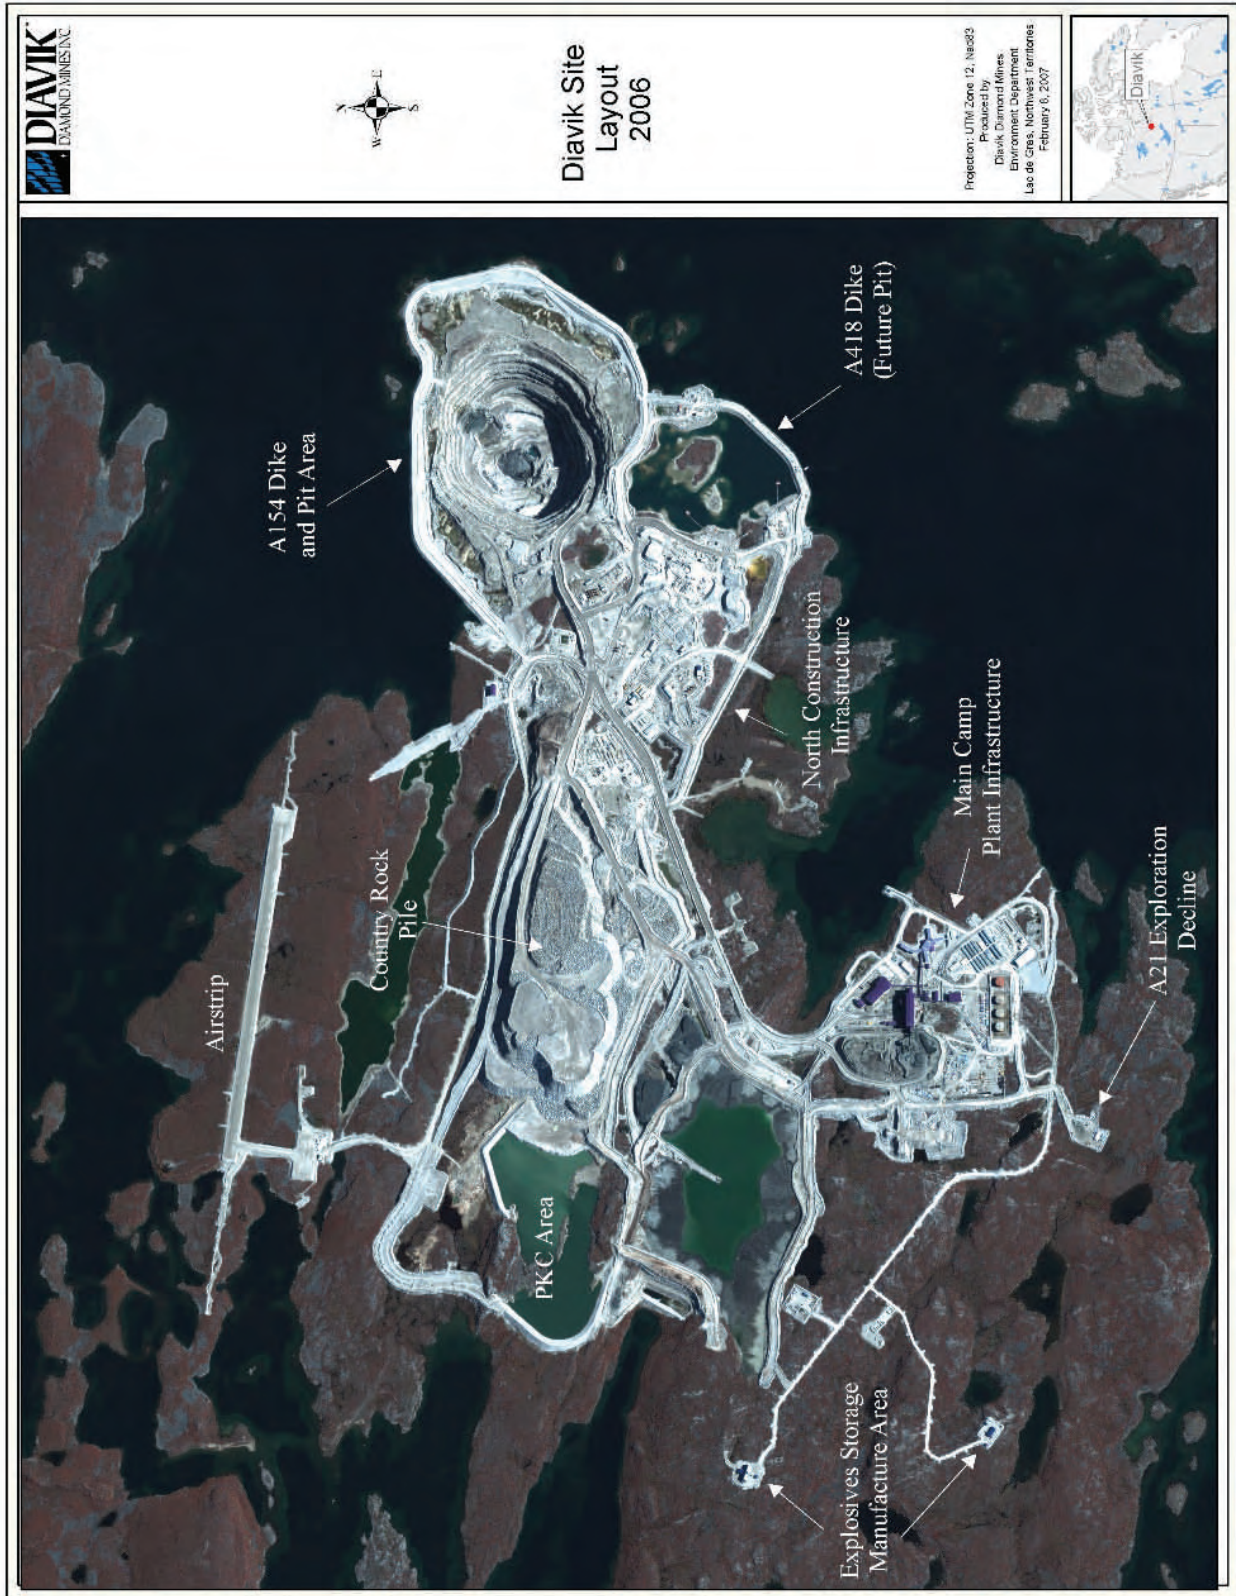 DIAVIK
DIAMOND MINES INC.
N
E
S
W
Diavik Site
Layout
2006
Projection: UTM Zone 12, Nad83
Produced by
Diavik Diamond Mines
Environment Department
Lac de Gras, Northwest Territories
February 8, 2007
Diavik
A154 Dike
and Pit Area
A418 Dike
(Future Pit)
Airstrip
Country Rock
Pile
North Construction
Infrastructure
Main Camp
Plant Infrastructure
A21 Exploration
Decline
PKC Area
Explosives Storage
Manufacture Area